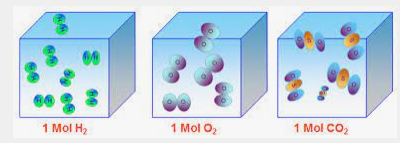 1 Mol H₂
1 Mol O₂
1 Mol CO₂